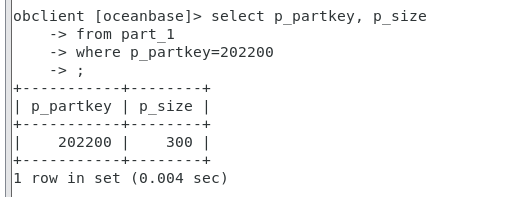 obclient [oceanbase]> select p_partkey, p_size
    -> from part_1
    -> where p_partkey=202200
    -> ;
+-----------+--------+
| p_partkey | p_size |
+-----------+--------+
|    202200 |    300 |
+-----------+--------+
1 row in set (0.004 sec)